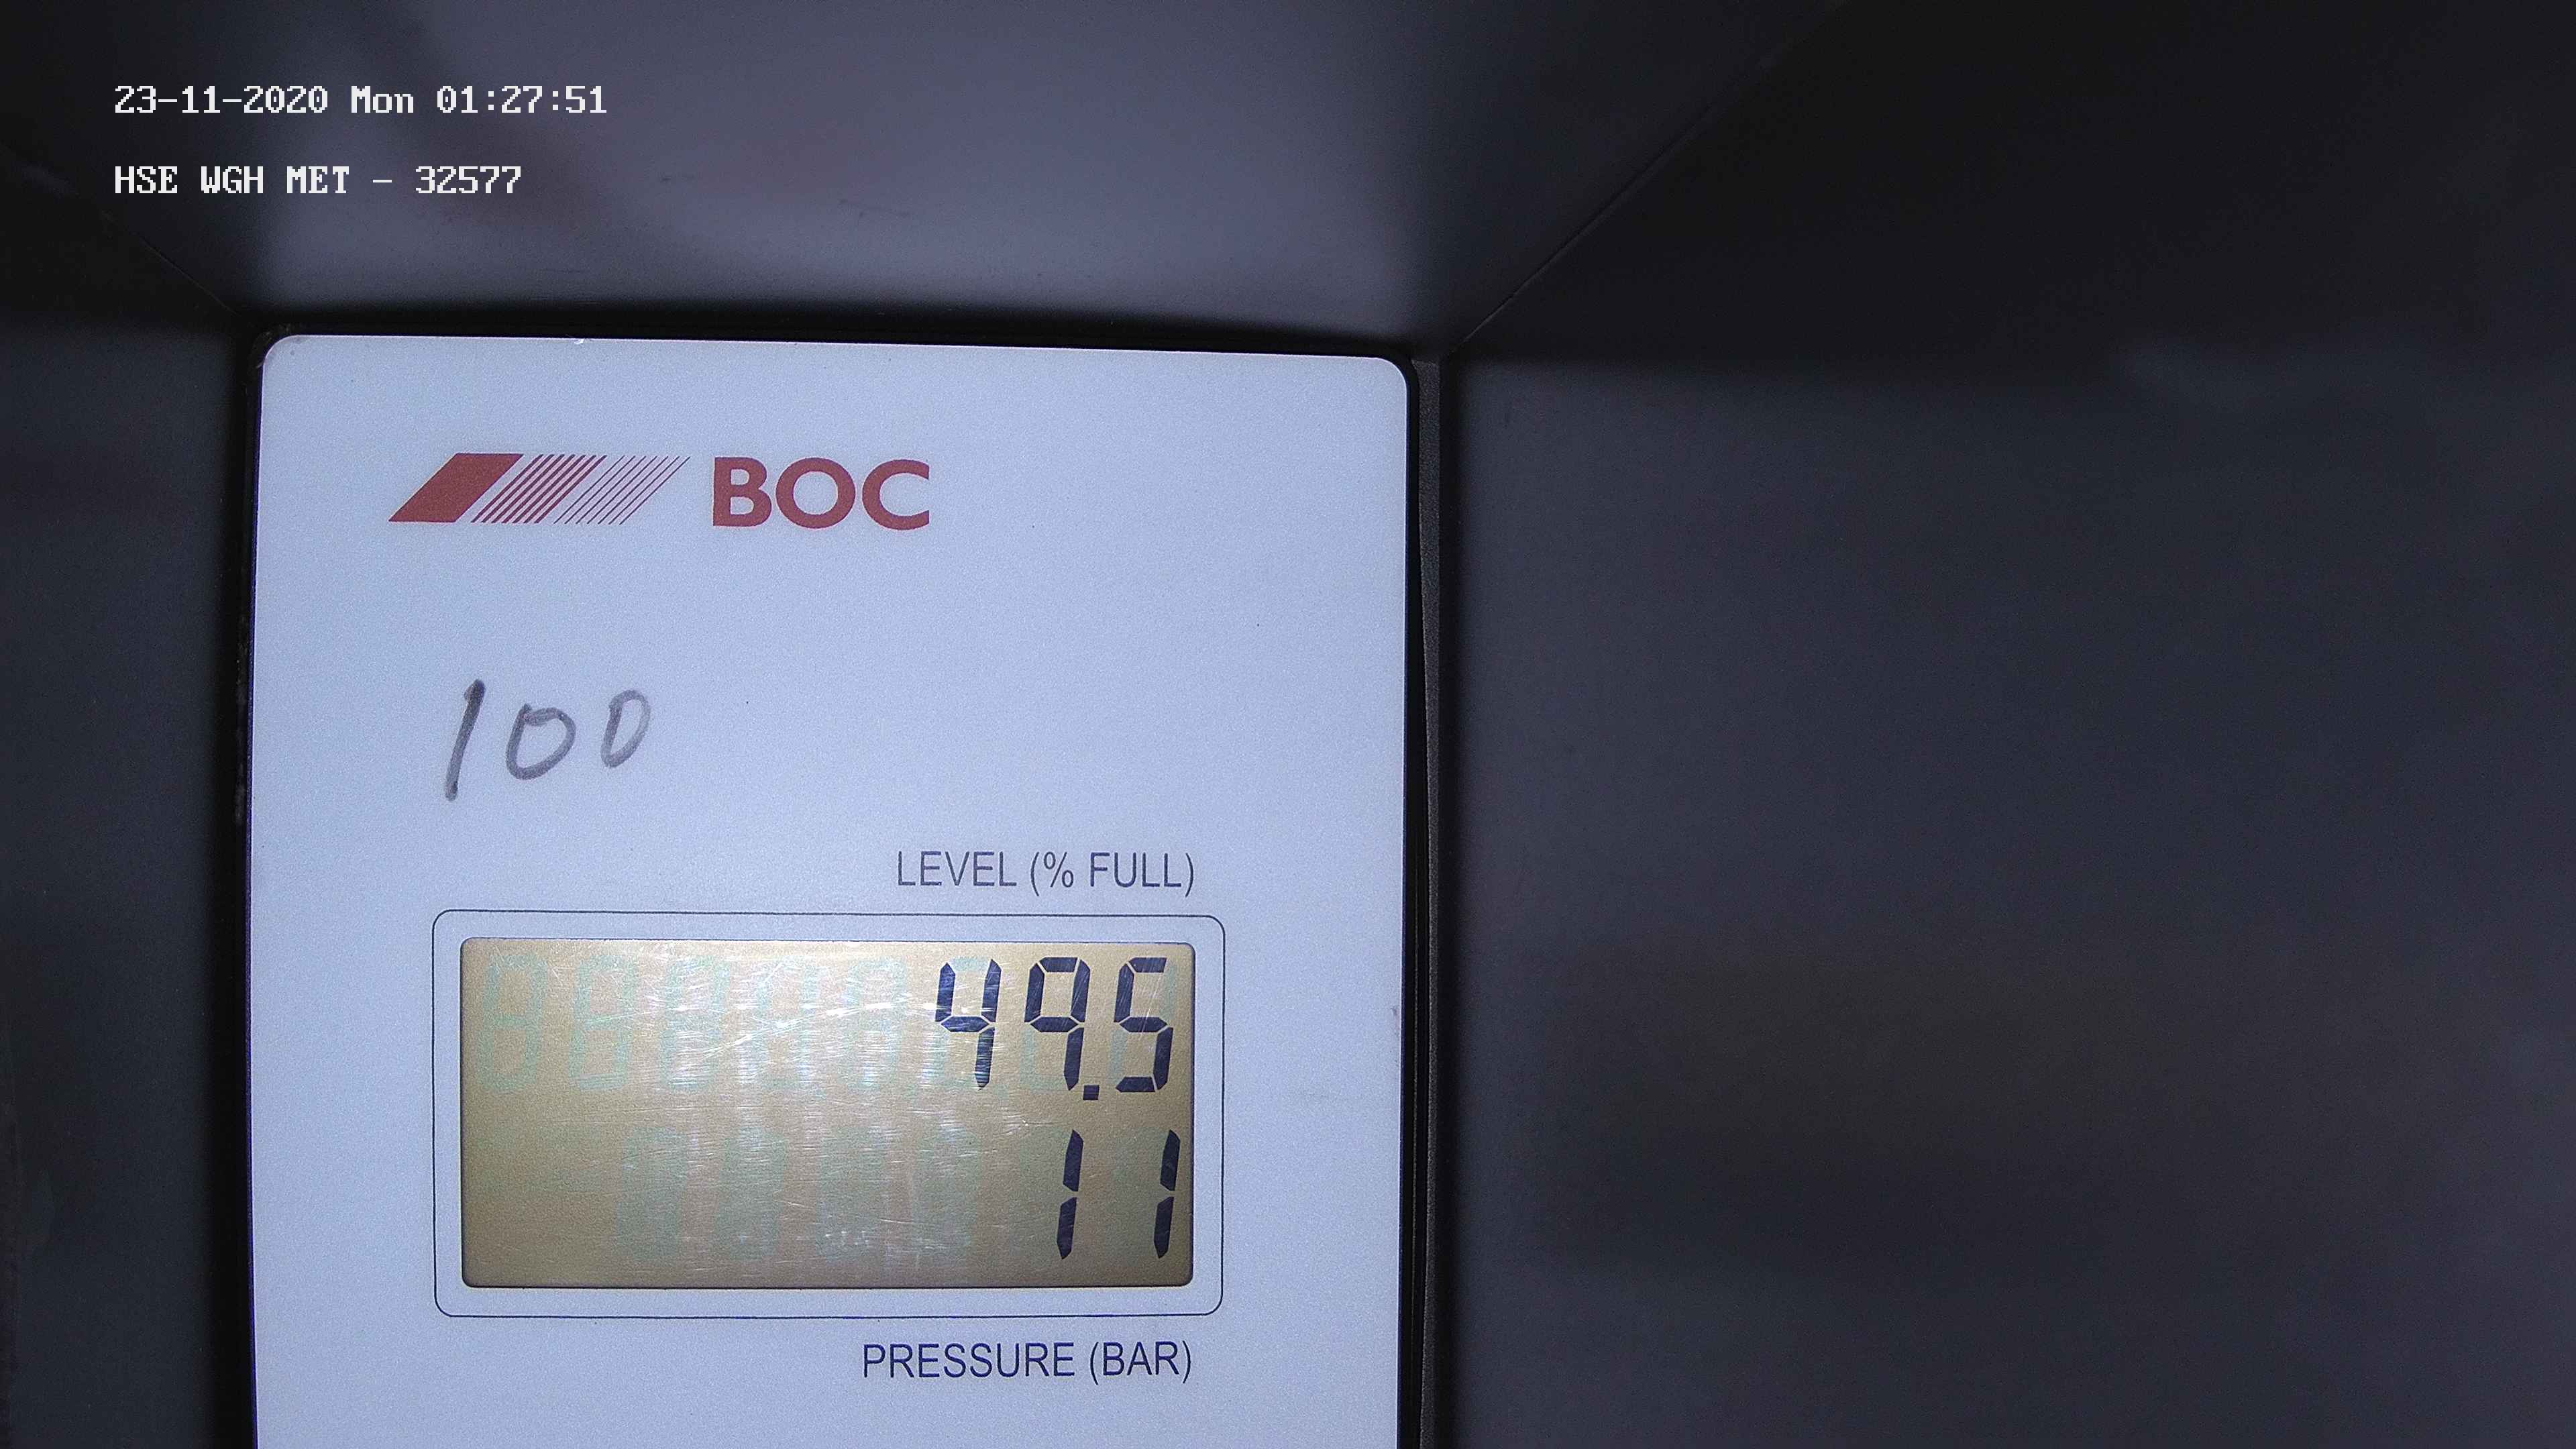 23-11-2020 Mon 01:27:51
HSE WGH MET - 32577
BOC
100
LEVEL (% FULL)
49.5
11
PRESSURE (BAR)